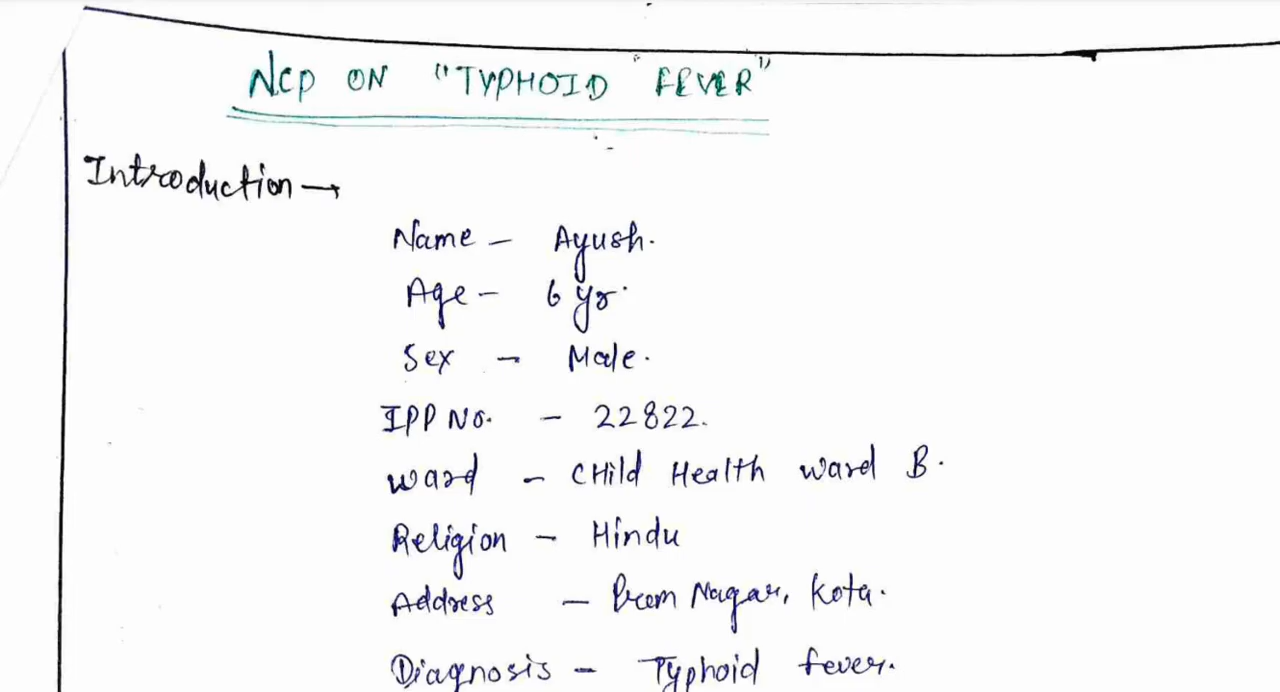 NCP ON "TYPHOID FEVER"
Introduction →
Name – Ayush.
Age – 6 yr.
Sex – Male.
IPP No. – 22822.
Ward – CHild Health ward B.
Religion – Hindu
Address – Prem Nagar, Kota.
Diagnosis – Typhoid fever.